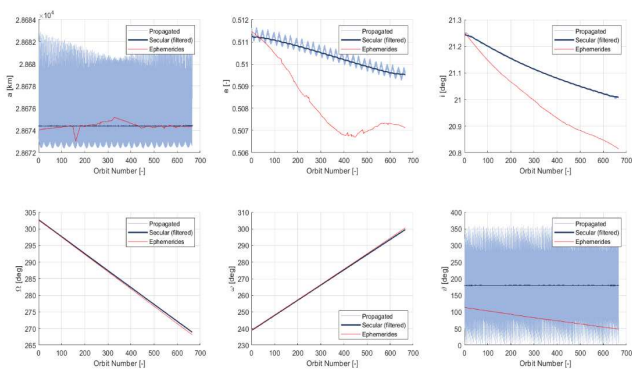 2.8684 ×10⁴
2.8682
2.868
2.8678
2.8676
2.8674
2.8672
a [km]
0 100 200 300 400 500 600 700
Orbit Number [-]
Propagated
Secular (filtered)
Ephemerides
0.512
0.511
0.51
0.509
0.508
0.507
0.506
e [-]
0 100 200 300 400 500 600 700
Orbit Number [-]
Propagated
Secular (filtered)
Ephemerides
21.3
21.2
21.1
21
20.9
20.8
i [deg]
0 100 200 300 400 500 600 700
Orbit Number [-]
Propagated
Secular (filtered)
Ephemerides
305
300
295
290
285
280
275
270
265
Ω [deg]
0 100 200 300 400 500 600 700
Orbit Number [-]
Propagated
Secular (filtered)
Ephemerides
310
300
290
280
270
260
250
240
230
ω [deg]
0 100 200 300 400 500 600 700
Orbit Number [-]
Propagated
Secular (filtered)
Ephemerides
400
350
300
250
200
150
100
50
0
ϑ [deg]
0 100 200 300 400 500 600 700
Orbit Number [-]
Propagated
Secular (filtered)
Ephemerides